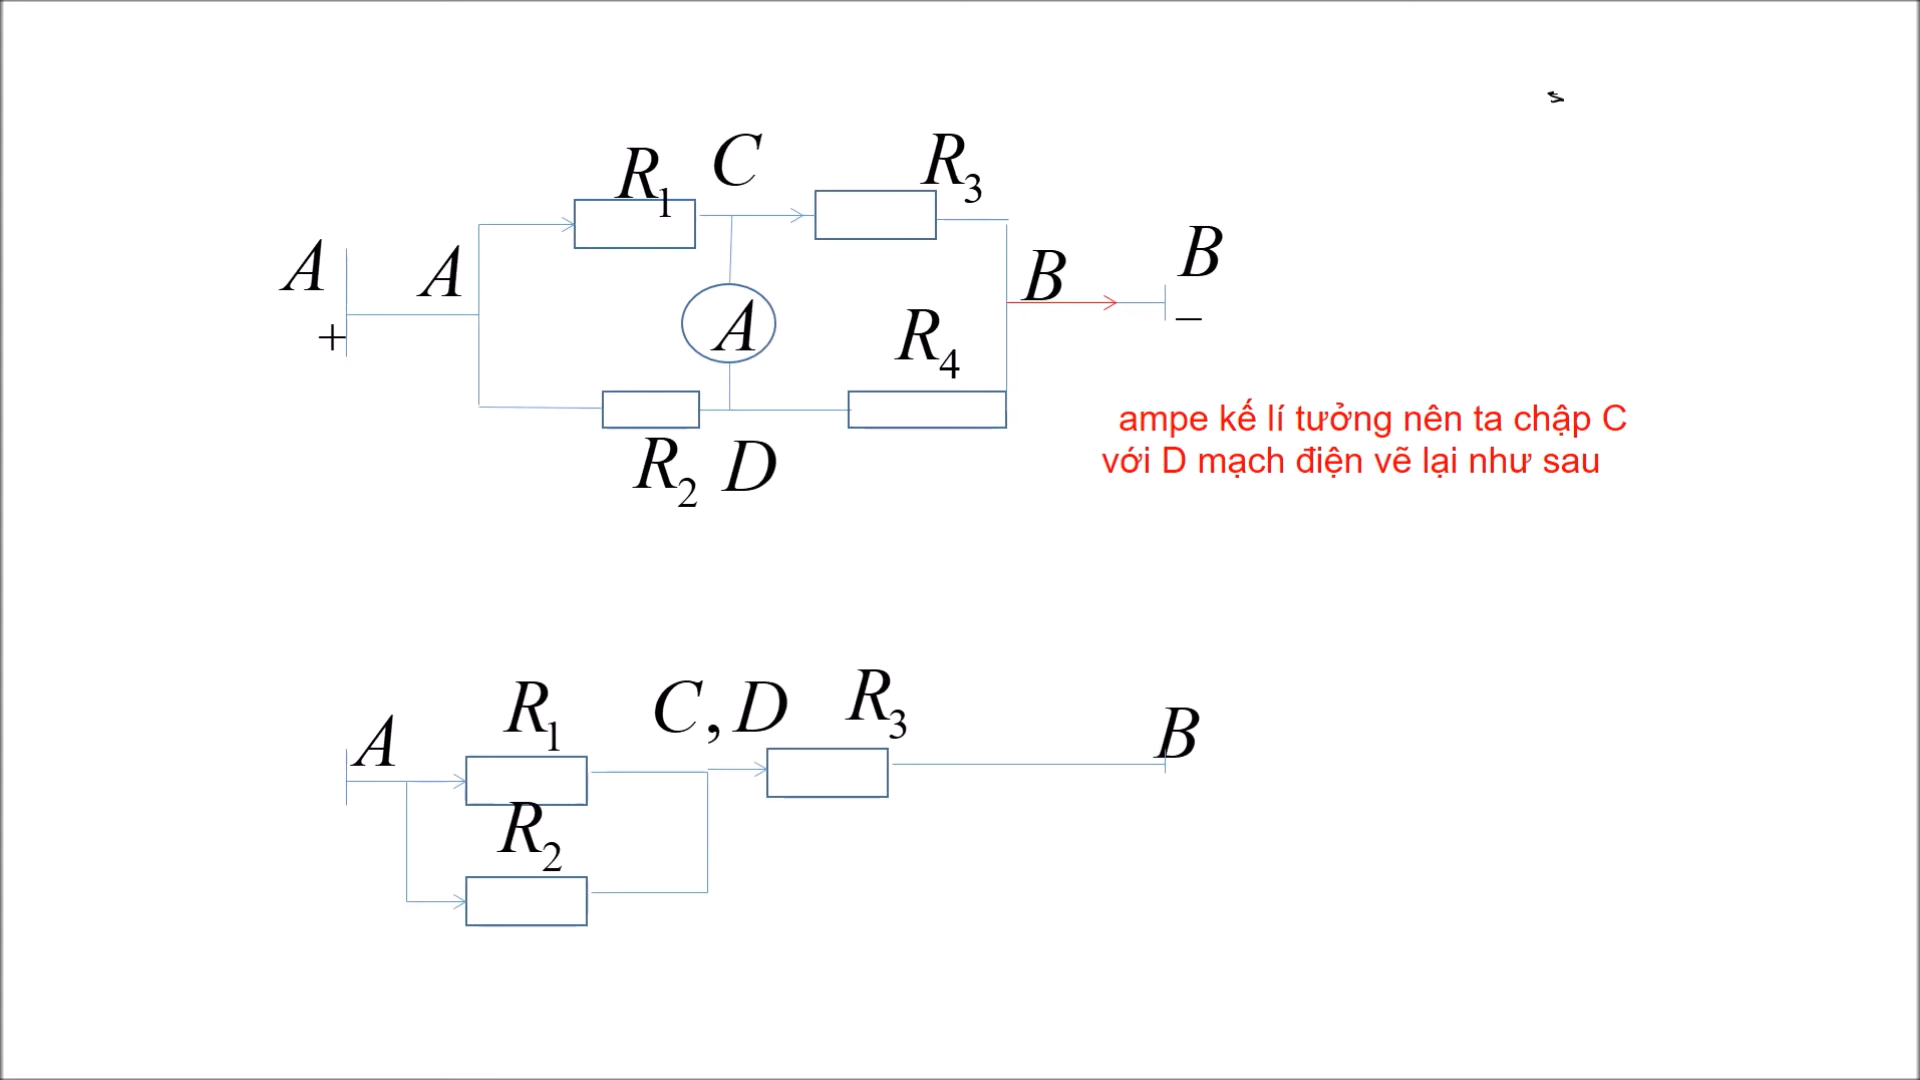 R1 C R3
A A B B
+ A R4 −
R2 D
ampe kế lí tưởng nên ta chập C
với D mạch điện vẽ lại như sau
A R1 C,D R3 B
R2